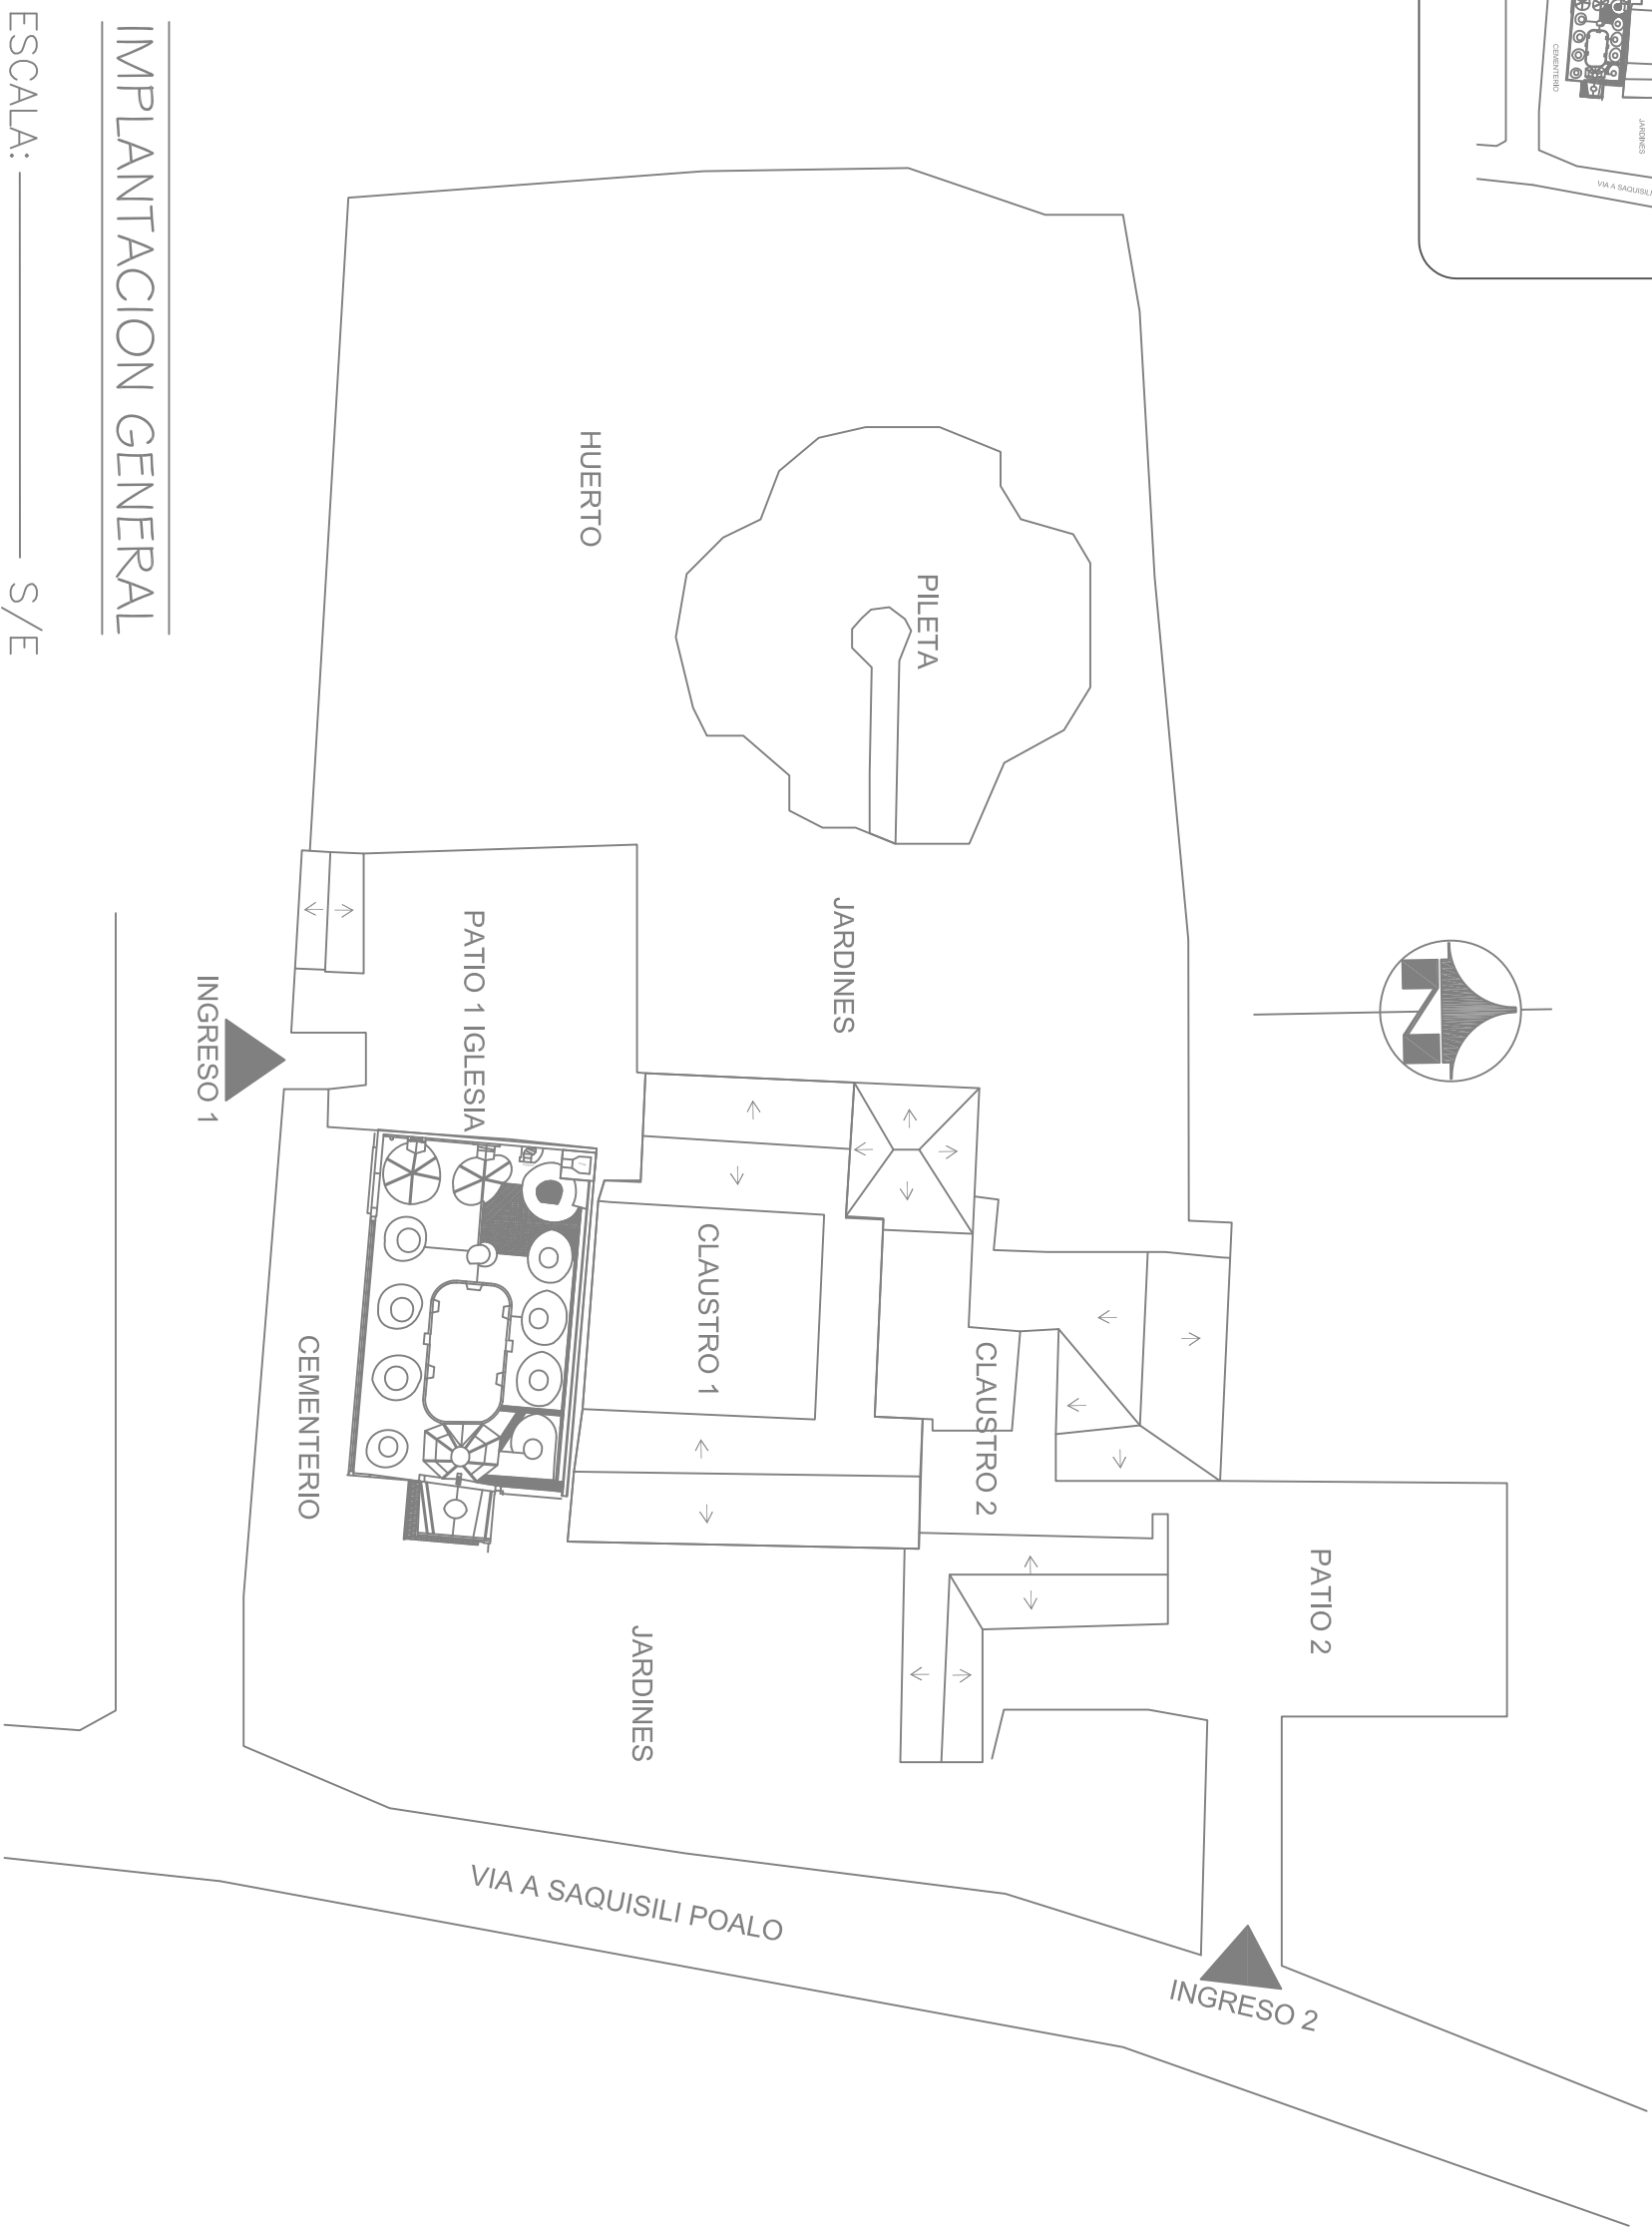 CEMENTERIO
JARDINES
VIA A SAQUISILI
PATIO 2
INGRESO 2
PILETA
JARDINES
CLAUSTRO 2
HUERTO
CLAUSTRO 1
JARDINES
VIA A SAQUISILI POALO
PATIO 1 IGLESIA
CEMENTERIO
INGRESO 1
N
IMPLANTACION GENERAL
ESCALA: S/E